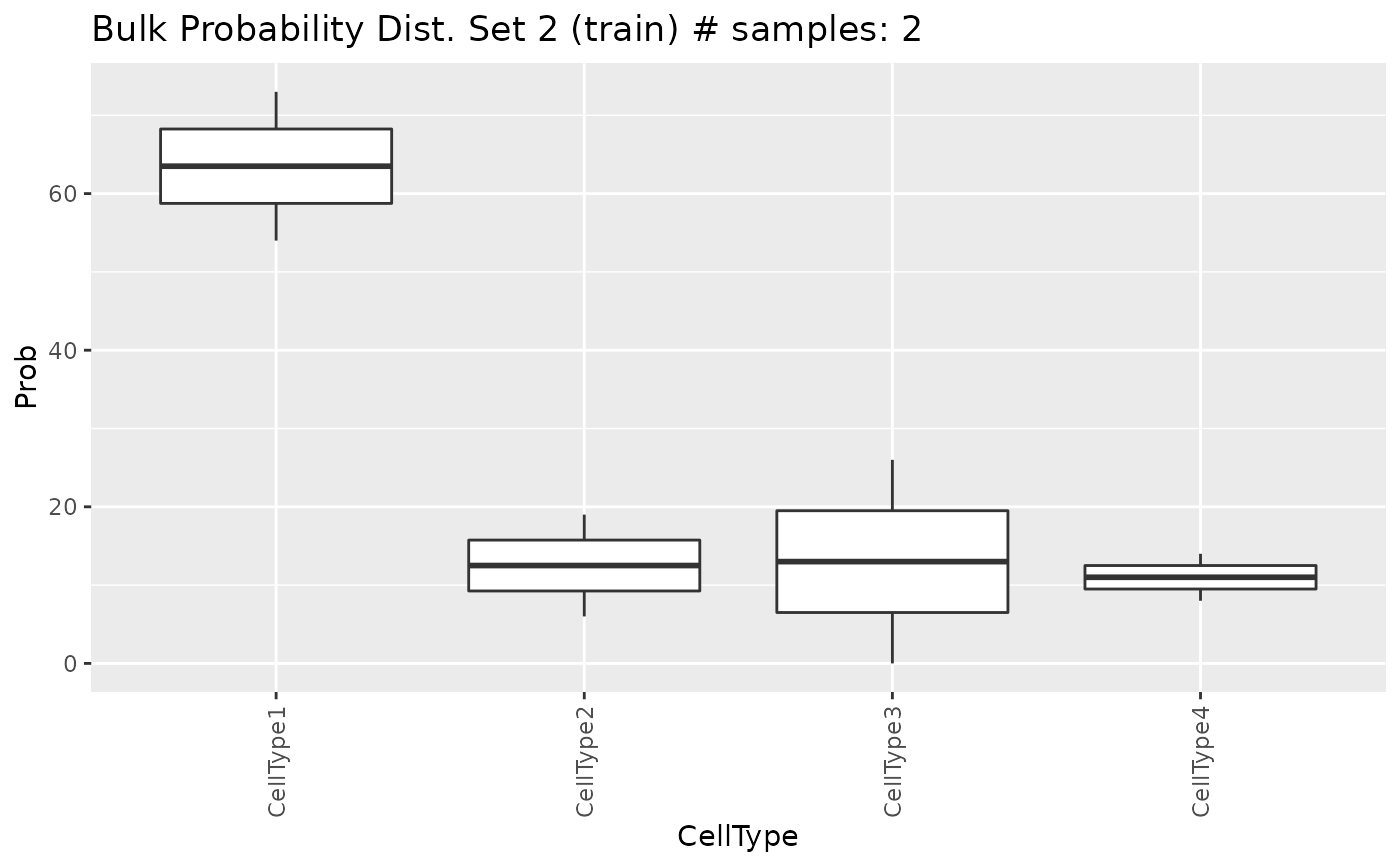 Bulk Probability Dist. Set 2 (train) # samples: 2
Prob
60
40
20
0
CellType1
CellType2
CellType3
CellType4
CellType